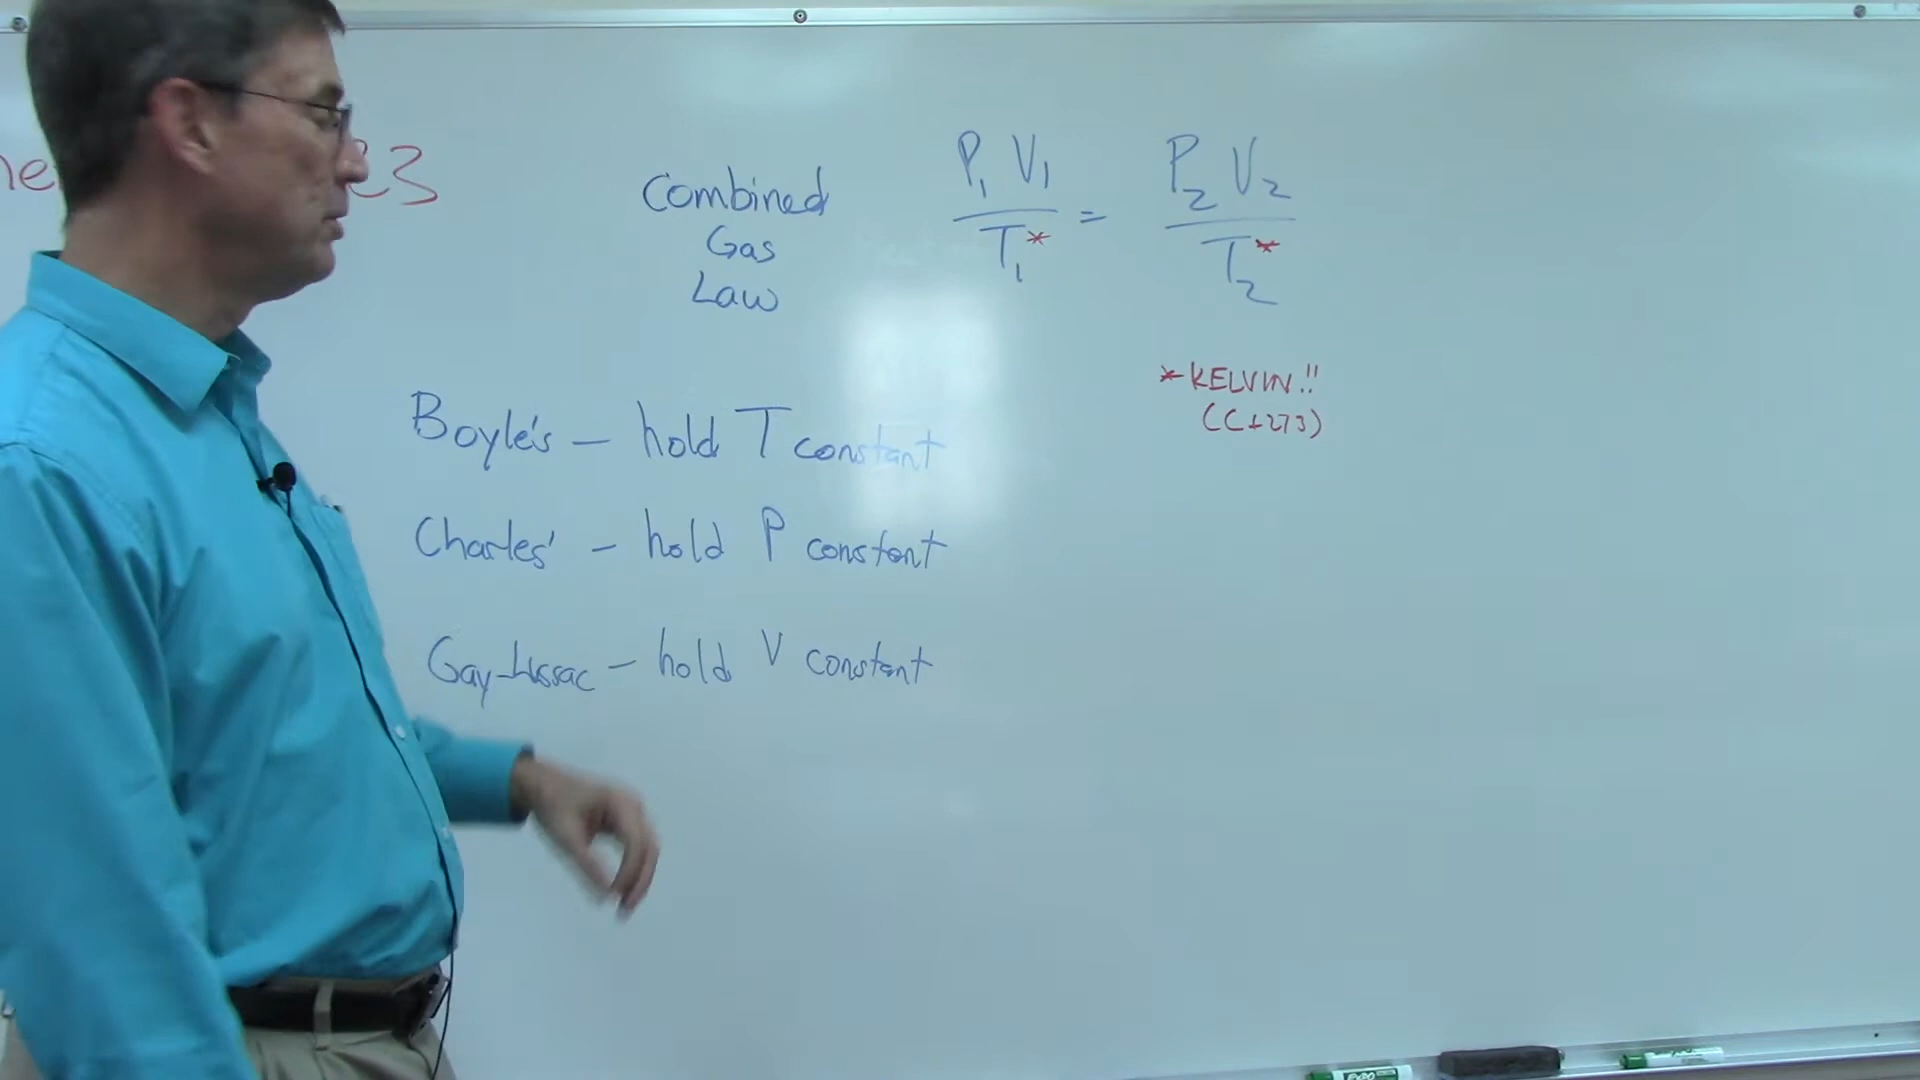 Combined
Gas
Law
P₁ V₁ / T₁* = P₂ V₂ / T₂*
*KELVIN!!
(C+273)
Boyle's – hold T constant
Charles' – hold P constant
Gay-Lussac – hold V constant
EXPO